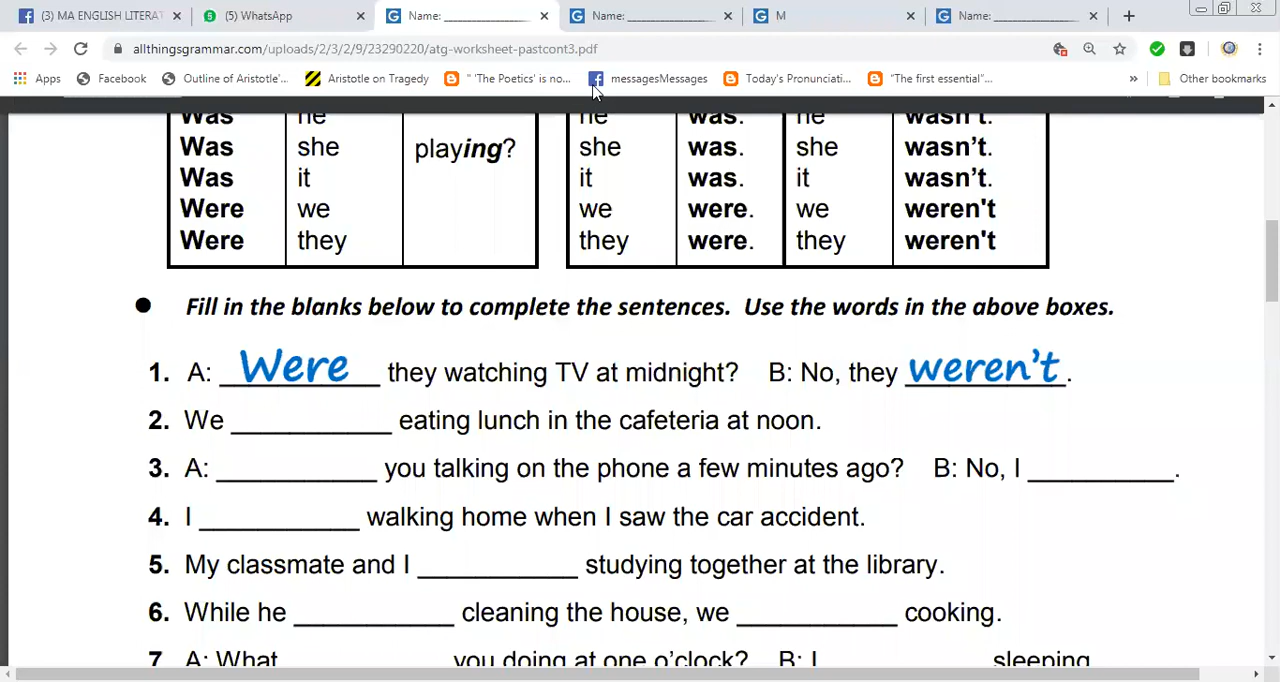 (3) MA ENGLISH LITERAT
(5) WhatsApp
Name: _______________
Name: _______________
M
Name: _______________
allthingsgrammar.com/uploads/2/3/2/9/23290220/atg-worksheet-pastcont3.pdf
Apps Facebook Outline of Aristotle'... Aristotle on Tragedy " 'The Poetics' is no... messagesMessages Today's Pronunciati... "The first essential"... » Other bookmarks
Was he he was. he wasn't.
Was she playing? she was. she wasn't.
Was it it was. it wasn't.
Were we we were. we weren't
Were they they were. they weren't
● Fill in the blanks below to complete the sentences. Use the words in the above boxes.
1. A: Were they watching TV at midnight? B: No, they weren't.
2. We ___________ eating lunch in the cafeteria at noon.
3. A: ___________ you talking on the phone a few minutes ago? B: No, I __________.
4. I ___________ walking home when I saw the car accident.
5. My classmate and I ___________ studying together at the library.
6. While he ___________ cleaning the house, we ___________ cooking.
7 A: What ___________ you doing at one o'clock? B: I ___________ sleeping